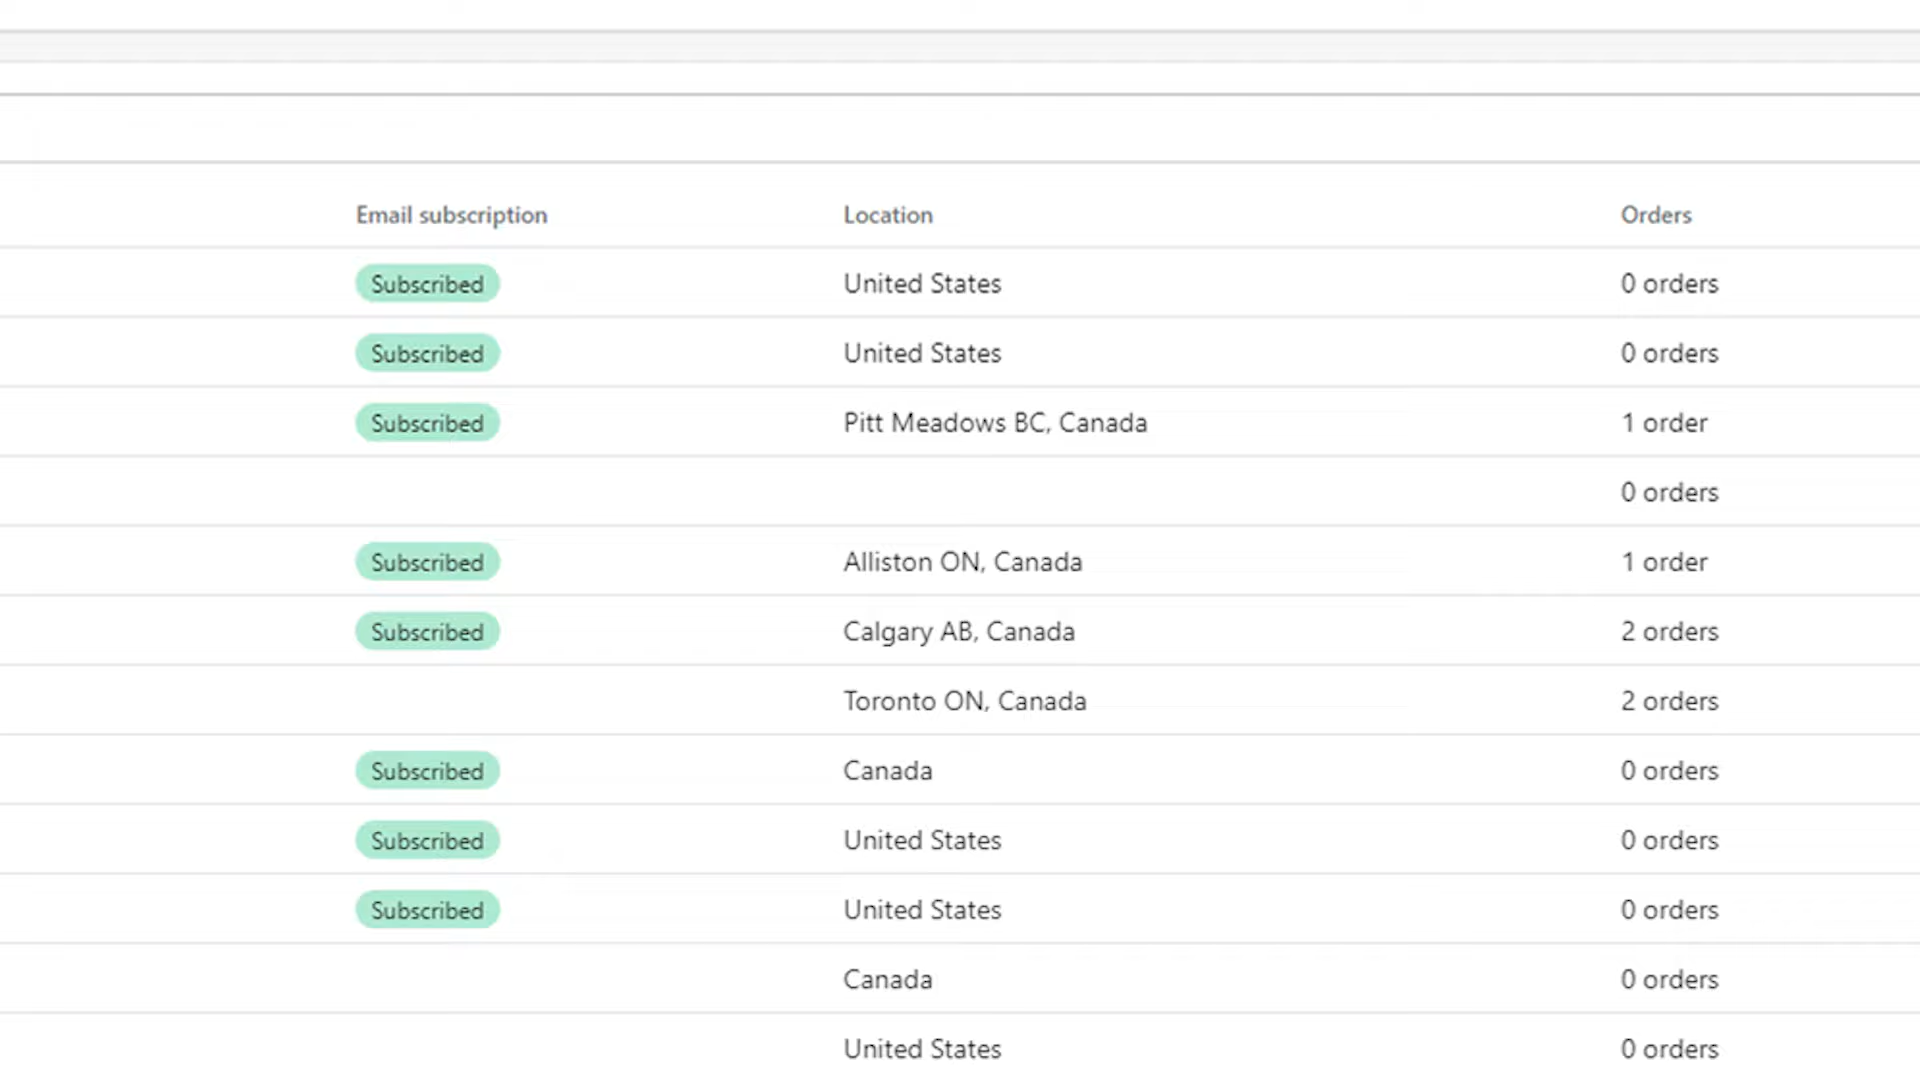 Email subscription Location Orders
Subscribed United States 0 orders
Subscribed United States 0 orders
Subscribed Pitt Meadows BC, Canada 1 order
0 orders
Subscribed Alliston ON, Canada 1 order
Subscribed Calgary AB, Canada 2 orders
Toronto ON, Canada 2 orders
Subscribed Canada 0 orders
Subscribed United States 0 orders
Subscribed United States 0 orders
Canada 0 orders
United States 0 orders